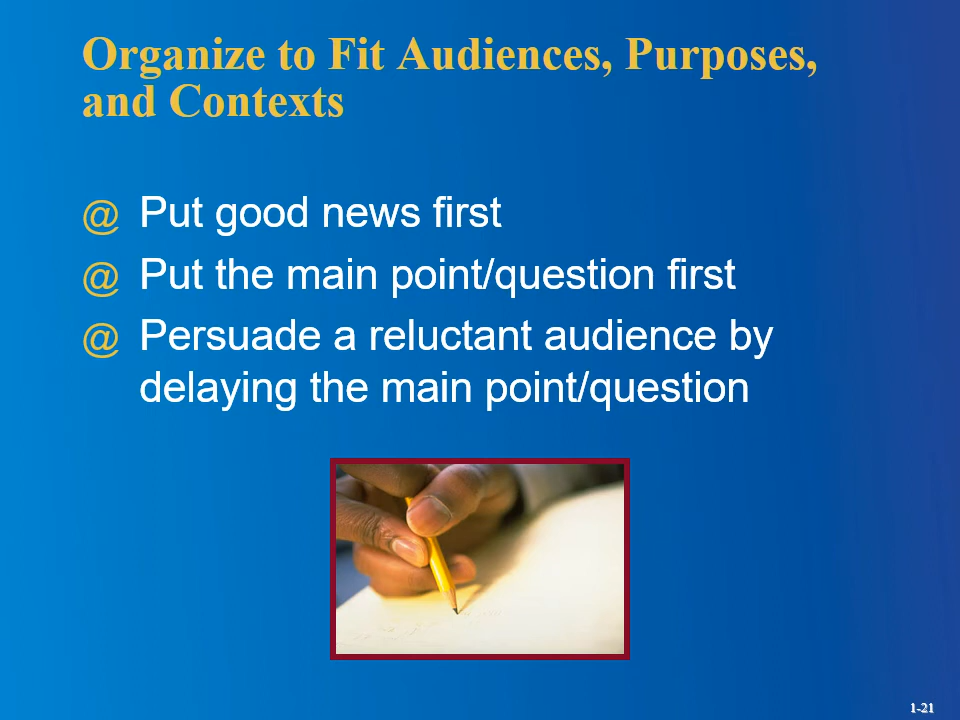 Organize to Fit Audiences, Purposes,
and Contexts
@ Put good news first
@ Put the main point/question first
@ Persuade a reluctant audience by
delaying the main point/question
1-21